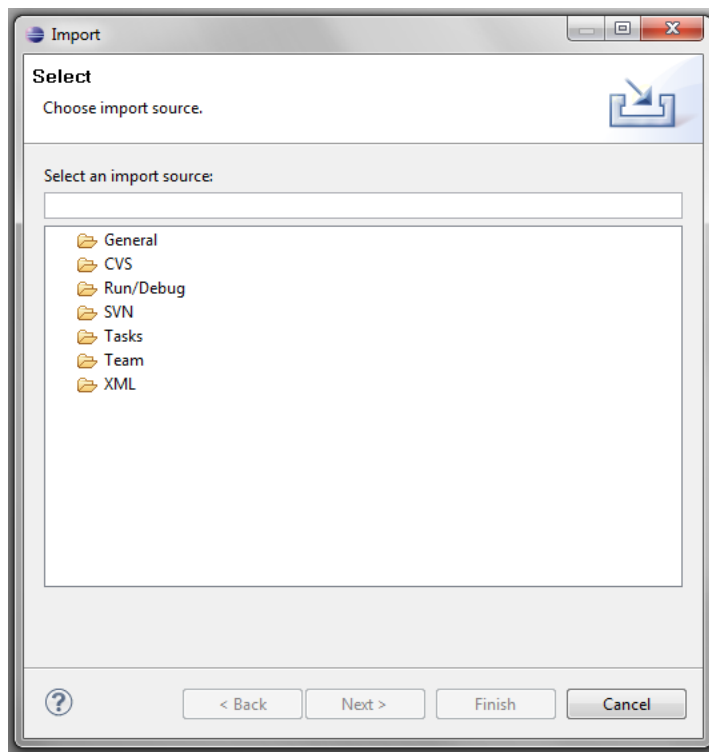 Import
Select
Choose import source.
Select an import source:
General
CVS
Run/Debug
SVN
Tasks
Team
XML
?
< Back
Next >
Finish
Cancel